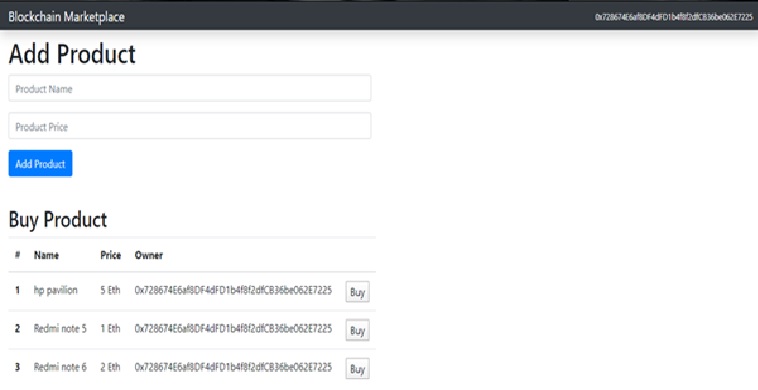 Blockchain Marketplace 0x728674E6af8DF4dFD1b4f8f2dfCB36be062E7225
Add Product
Product Name
Product Price
Add Product
Buy Product
# Name Price Owner
1 hp pavilion 5 Eth 0x728674E6af8DF4dFD1b4f8f2dfCB36be062E7225 Buy
2 Redmi note 5 1 Eth 0x728674E6af8DF4dFD1b4f8f2dfCB36be062E7225 Buy
3 Redmi note 6 2 Eth 0x728674E6af8DF4dFD1b4f8f2dfCB36be062E7225 Buy